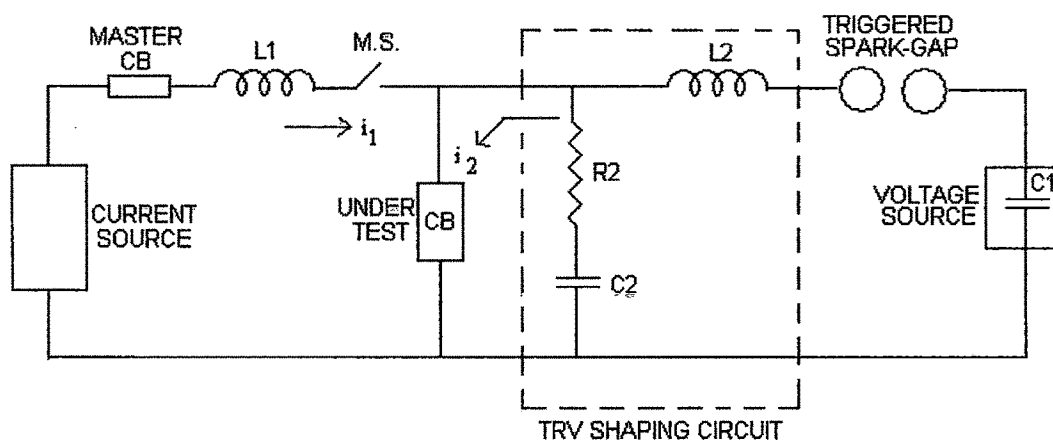 MASTER
CB
L1
M.S.
L2
TRIGGERED
SPARK-GAP
i1
i2
R2
C1
CURRENT
SOURCE
UNDER
TEST
CB
VOLTAGE
SOURCE
C2
TRV SHAPING CIRCUIT